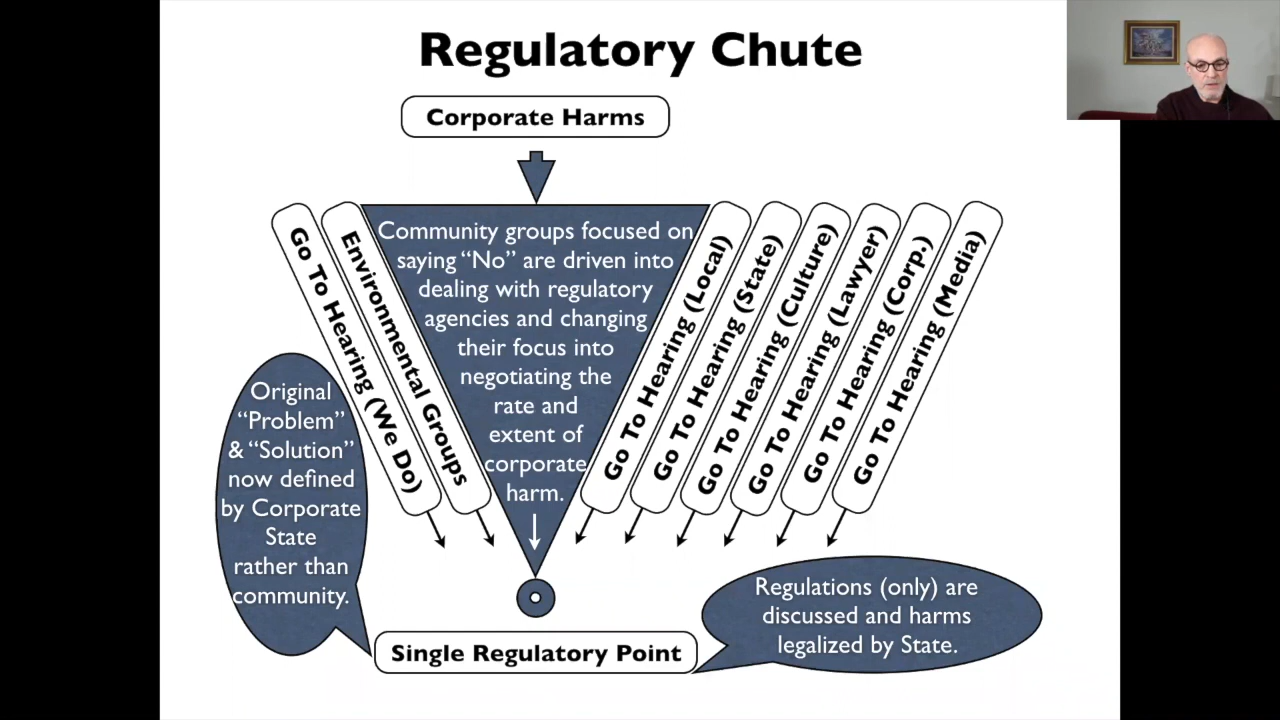 Regulatory Chute
Corporate Harms
Go To Hearing (We Do)
Environmental Groups
Community groups focused on
saying “No” are driven into
dealing with regulatory
agencies and changing
their focus into
negotiating the
rate and
extent of
corporate
harm.
Go To Hearing (Local)
Go To Hearing (State)
Go To Hearing (Culture)
Go To Hearing (Lawyer)
Go To Hearing (Corp.)
Go To Hearing (Media)
Original
“Problem”
& “Solution”
now defined
by Corporate
State
rather than
community.
Regulations (only) are
discussed and harms
legalized by State.
Single Regulatory Point